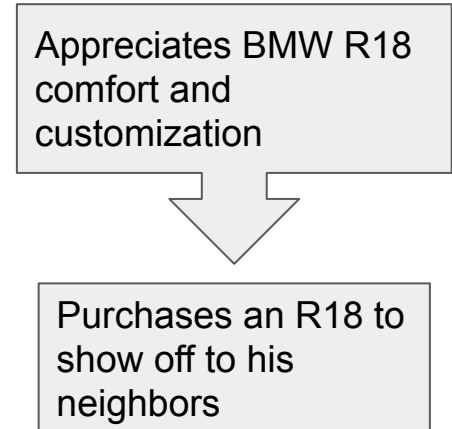 Appreciates BMW R18
comfort and
customization
Purchases an R18 to
show off to his
neighbors